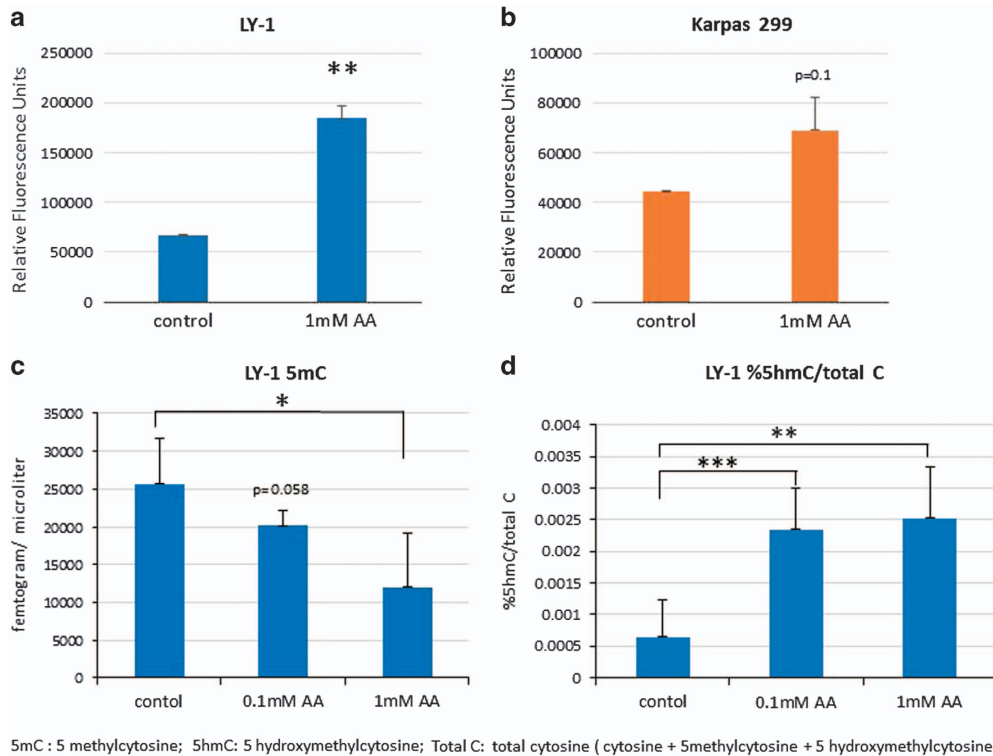 a
LY-1
Relative Fluorescence Units
250000
200000
150000
100000
50000
0
**
control
1mM AA
b
Karpas 299
Relative Fluorescence Units
100000
80000
60000
40000
20000
0
p=0.1
control
1mM AA
c
LY-1 5mC
femtogram/ microliter
35000
30000
25000
20000
15000
10000
5000
0
*
p=0.058
contol
0.1mM AA
1mM AA
d
LY-1 %5hmC/total C
%5hmC/total C
0.004
0.0035
0.003
0.0025
0.002
0.0015
0.001
0.0005
0
**
***
contol
0.1mM AA
1mM AA
5mC : 5 methylcytosine; 5hmC: 5 hydroxymethylcytosine; Total C: total cytosine ( cytosine + 5methylcytosine + 5 hydroxymethylcytosine